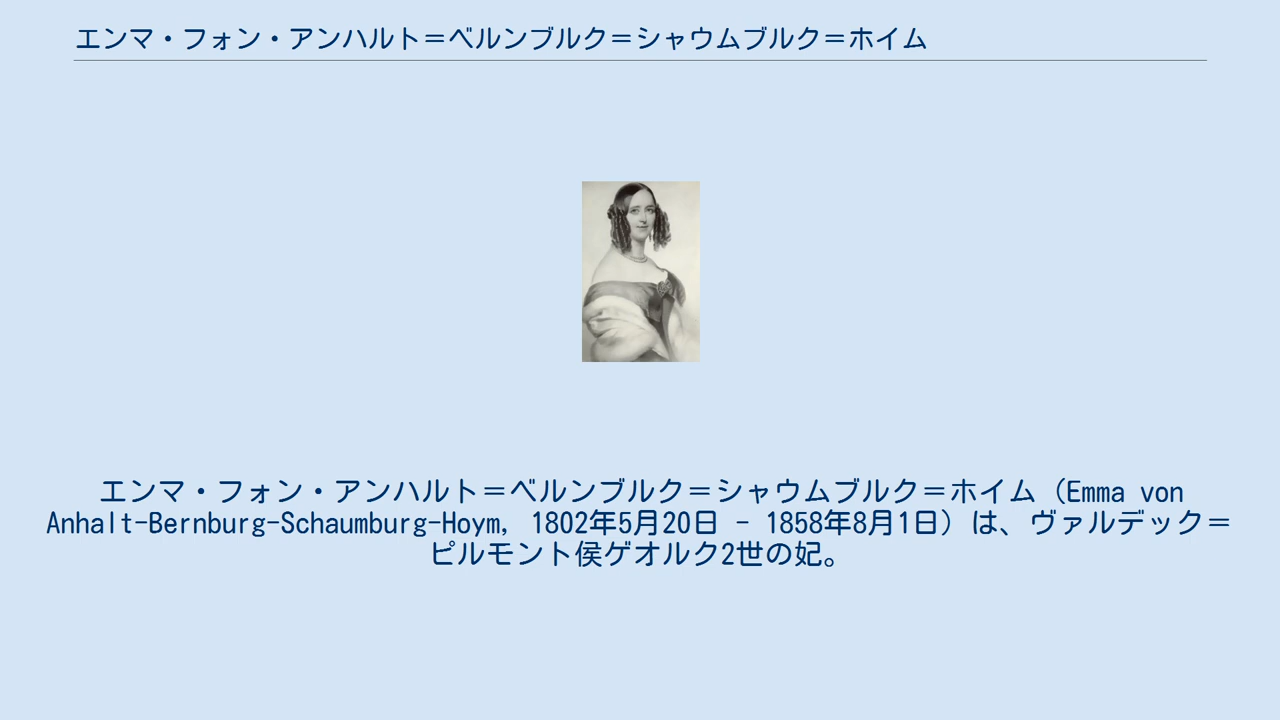 エンマ・フォン・アンハルト＝ベルンブルク＝シャウムブルク＝ホイム
エンマ・フォン・アンハルト＝ベルンブルク＝シャウムブルク＝ホイム（Emma von
Anhalt-Bernburg-Schaumburg-Hoym, 1802年5月20日 - 1858年8月1日）は、ヴァルデック＝
ピルモント侯ゲオルク2世の妃。